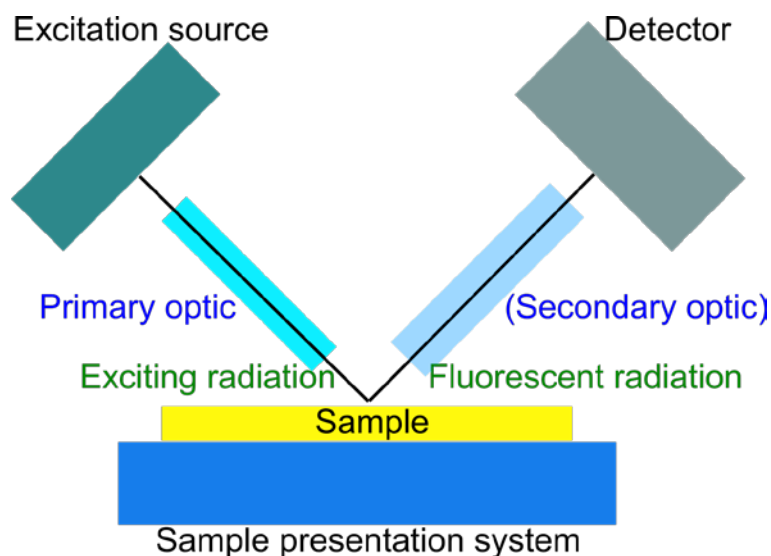 Excitation source
Detector
Primary optic
(Secondary optic)
Exciting radiation
Fluorescent radiation
Sample
Sample presentation system